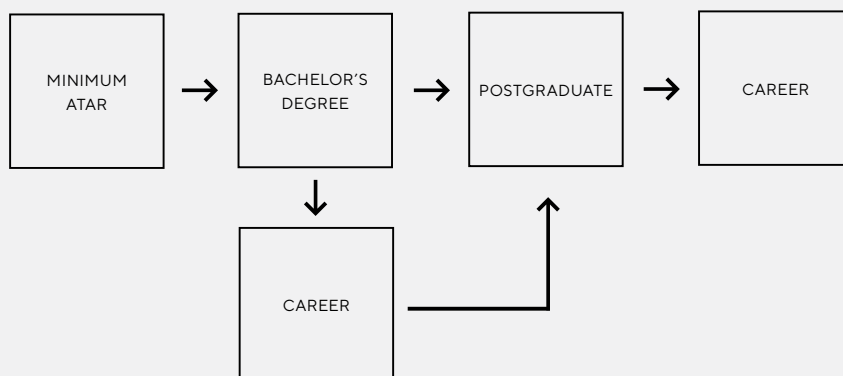 MINIMUM
ATAR
BACHELOR’S
DEGREE
POSTGRADUATE
CAREER
CAREER